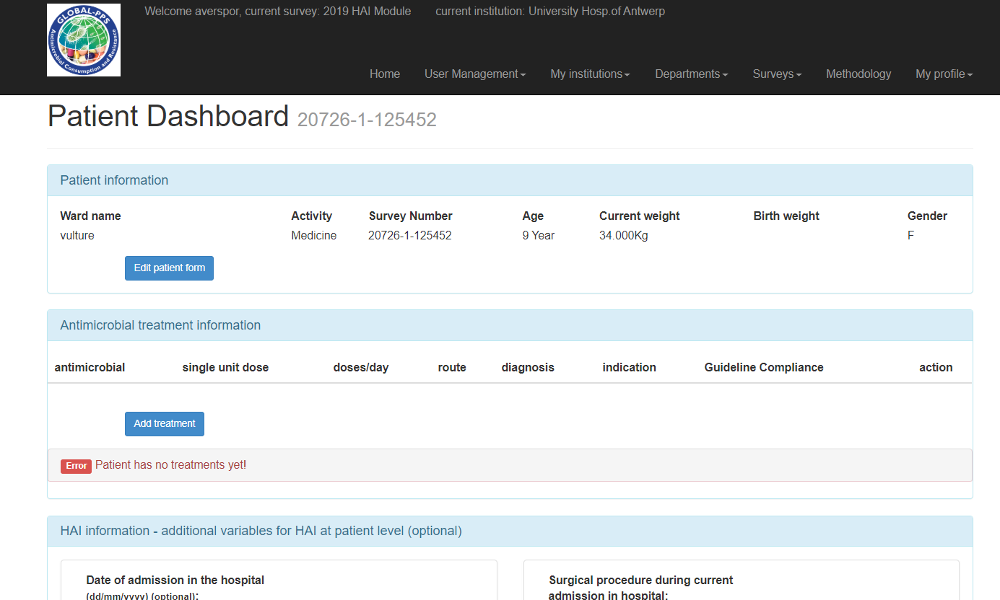 GLOBAL-PPS
Antimicrobial Consumption and Resistance
Welcome averspor, current survey: 2019 HAI Module current institution: University Hosp.of Antwerp
Home User Management My institutions Departments Surveys Methodology My profile
Patient Dashboard 20726-1-125452
Patient information
Ward name Activity Survey Number Age Current weight Birth weight Gender
vulture Medicine 20726-1-125452 9 Year 34.000Kg F
Edit patient form
Antimicrobial treatment information
antimicrobial single unit dose doses/day route diagnosis indication Guideline Compliance action
Add treatment
Error Patient has no treatments yet!
HAI information - additional variables for HAI at patient level (optional)
Date of admission in the hospital
(dd/mm/yyyy) (optional):
Surgical procedure during current
admission in hospital: